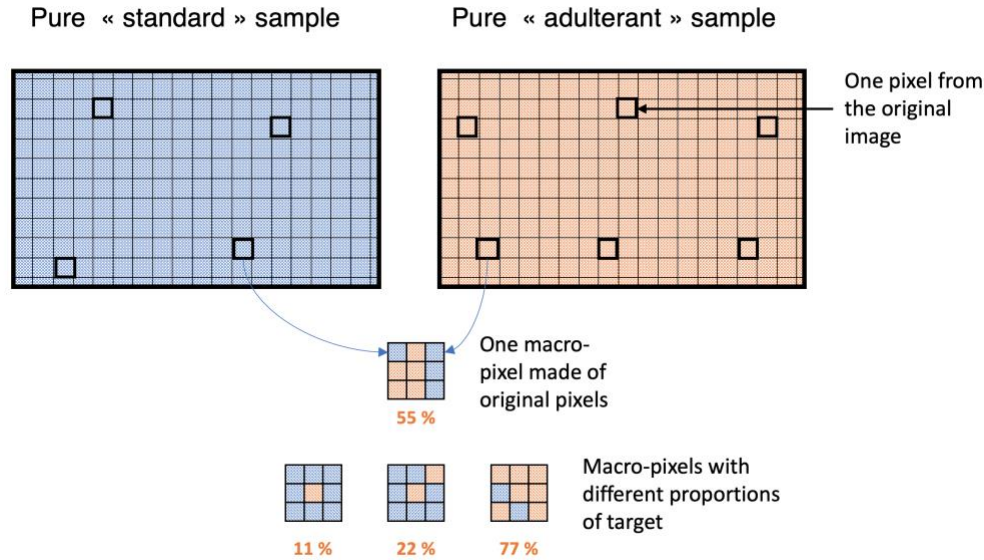 Pure « standard » sample
Pure « adulterant » sample
One pixel from
the original
image
One macro-
pixel made of
original pixels
55 %
Macro-pixels with
different proportions
of target
11 %
22 %
77 %